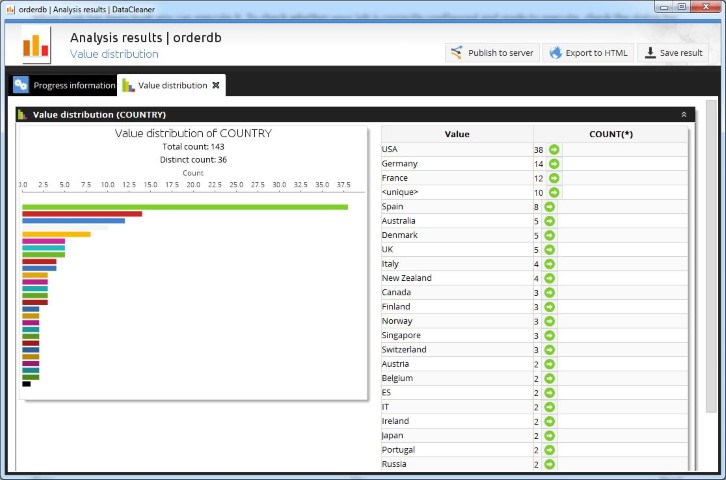 orderdb | Analysis results | DataCleaner
Analysis results | orderdb
Value distribution
Publish to server
Export to HTML
Save result
Progress information
Value distribution
Value distribution (COUNTRY)
Value distribution of COUNTRY
Total count: 143
Distinct count: 36
Count
0.0 2.5 5.0 7.5 10.0 12.5 15.0 17.5 20.0 22.5 25.0 27.5 30.0 32.5 35.0 37.5
Value COUNT(*)
USA 38
Germany 14
France 12
<unique> 10
Spain 8
Australia 5
Denmark 5
UK 5
Italy 4
New Zealand 4
Canada 3
Finland 3
Norway 3
Singapore 3
Switzerland 3
Austria 2
Belgium 2
ES 2
IT 2
Ireland 2
Japan 2
Portugal 2
Russia 2